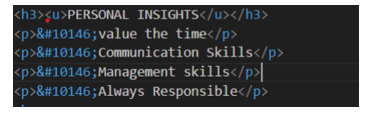 <h3><u>PERSONAL INSIGHTS</u></h3>
<p>&#10146;value the time</p>
<p>&#10146;Communication Skills</p>
<p>&#10146;Management skills</p>
<p>&#10146;Always Responsible</p>